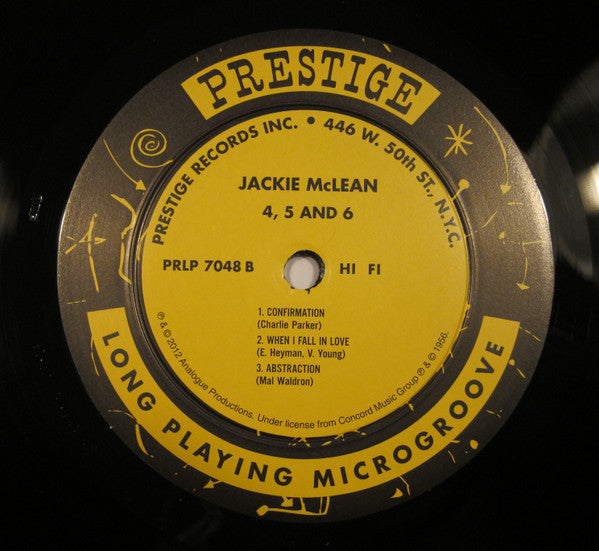 PRESTIGE
PRESTIGE RECORDS INC. • 446 W. 50th ST., N.Y.C.
JACKIE McLEAN
4, 5 AND 6
PRLP 7048 B HI FI
1. CONFIRMATION
(Charlie Parker)
2. WHEN I FALL IN LOVE
(E. Heyman, V. Young)
3. ABSTRACTION
(Mal Waldron)
℗ & © 2012 Analogue Productions. Under license from Concord Music Group ℗ & © 1956.
LONG PLAYING MICROGROOVE